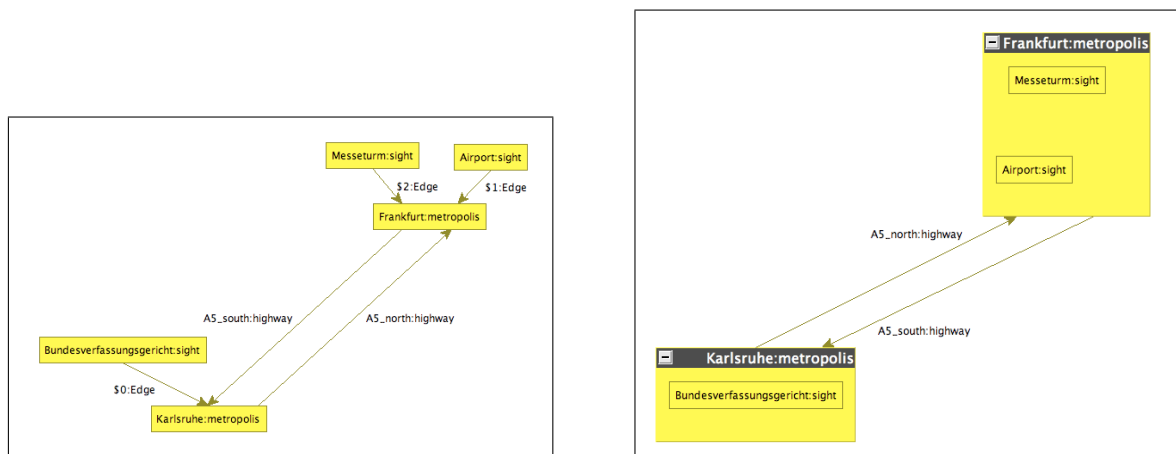 Messeturm:sight
Airport:sight
$2:Edge
$1:Edge
Frankfurt:metropolis
A5_south:highway
A5_north:highway
Bundesverfassungsgericht:sight
$0:Edge
Karlsruhe:metropolis
Frankfurt:metropolis
Messeturm:sight
Airport:sight
A5_north:highway
A5_south:highway
Karlsruhe:metropolis
Bundesverfassungsgericht:sight